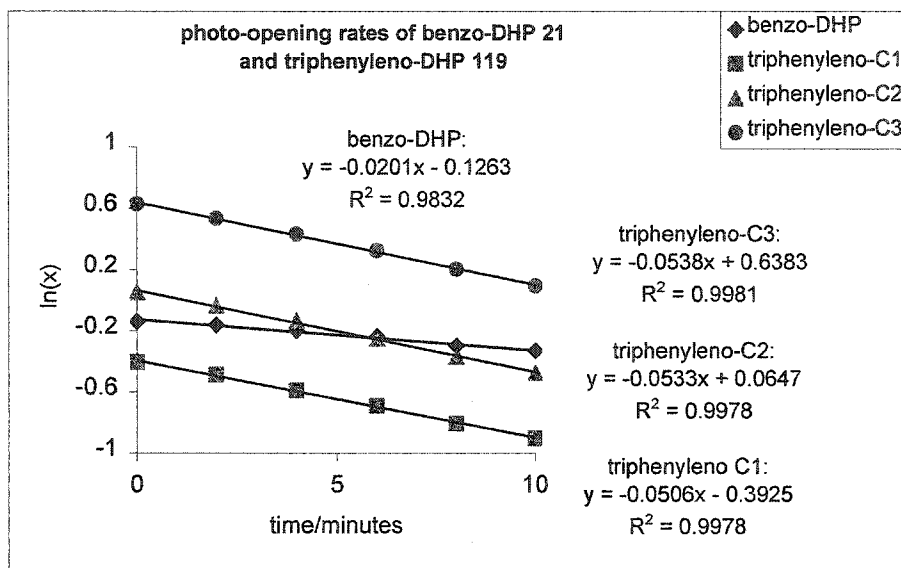 photo-opening rates of benzo-DHP 21
and triphenyleno-DHP 119
benzo-DHP
triphenyleno-C1
triphenyleno-C2
triphenyleno-C3
benzo-DHP:
y = -0.0201x - 0.1263
R² = 0.9832
triphenyleno-C3:
y = -0.0538x + 0.6383
R² = 0.9981
triphenyleno-C2:
y = -0.0533x + 0.0647
R² = 0.9978
triphenyleno C1:
y = -0.0506x - 0.3925
R² = 0.9978
ln(x)
1
0.6
0.2
-0.2
-0.6
-1
0
5
10
time/minutes